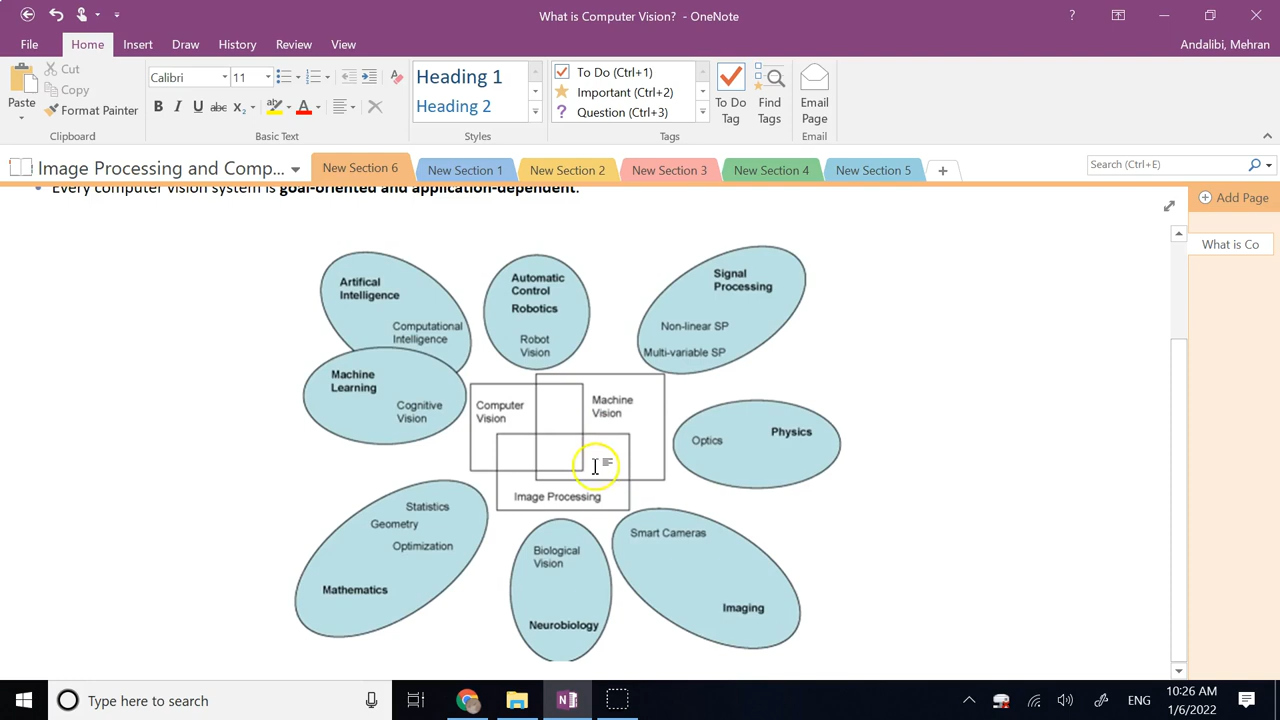 What is Computer Vision? - OneNote
?
File
Home
Insert
Draw
History
Review
View
Andalibi, Mehran
Paste
Cut
Copy
Format Painter
Clipboard
Calibri
11
B I U abc X₂
A
Basic Text
Heading 1
Heading 2
Styles
To Do (Ctrl+1)
Important (Ctrl+2)
? Question (Ctrl+3)
Tags
To Do
Tag
Find
Tags
Email
Page
Email
Image Processing and Comp...
New Section 6
New Section 1
New Section 2
New Section 3
New Section 4
New Section 5
Search (Ctrl+E)
Add Page
What is Co
• Every computer vision system is goal-oriented and application-dependent.
Artifical
Intelligence
Computational
Intelligence
Automatic
Control
Robotics
Robot
Vision
Signal
Processing
Non-linear SP
Multi-variable SP
Machine
Learning
Cognitive
Vision
Computer
Vision
Machine
Vision
Image Processing
Optics
Physics
Statistics
Geometry
Optimization
Mathematics
Biological
Vision
Neurobiology
Smart Cameras
Imaging
Type here to search
ENG
10:26 AM
1/6/2022